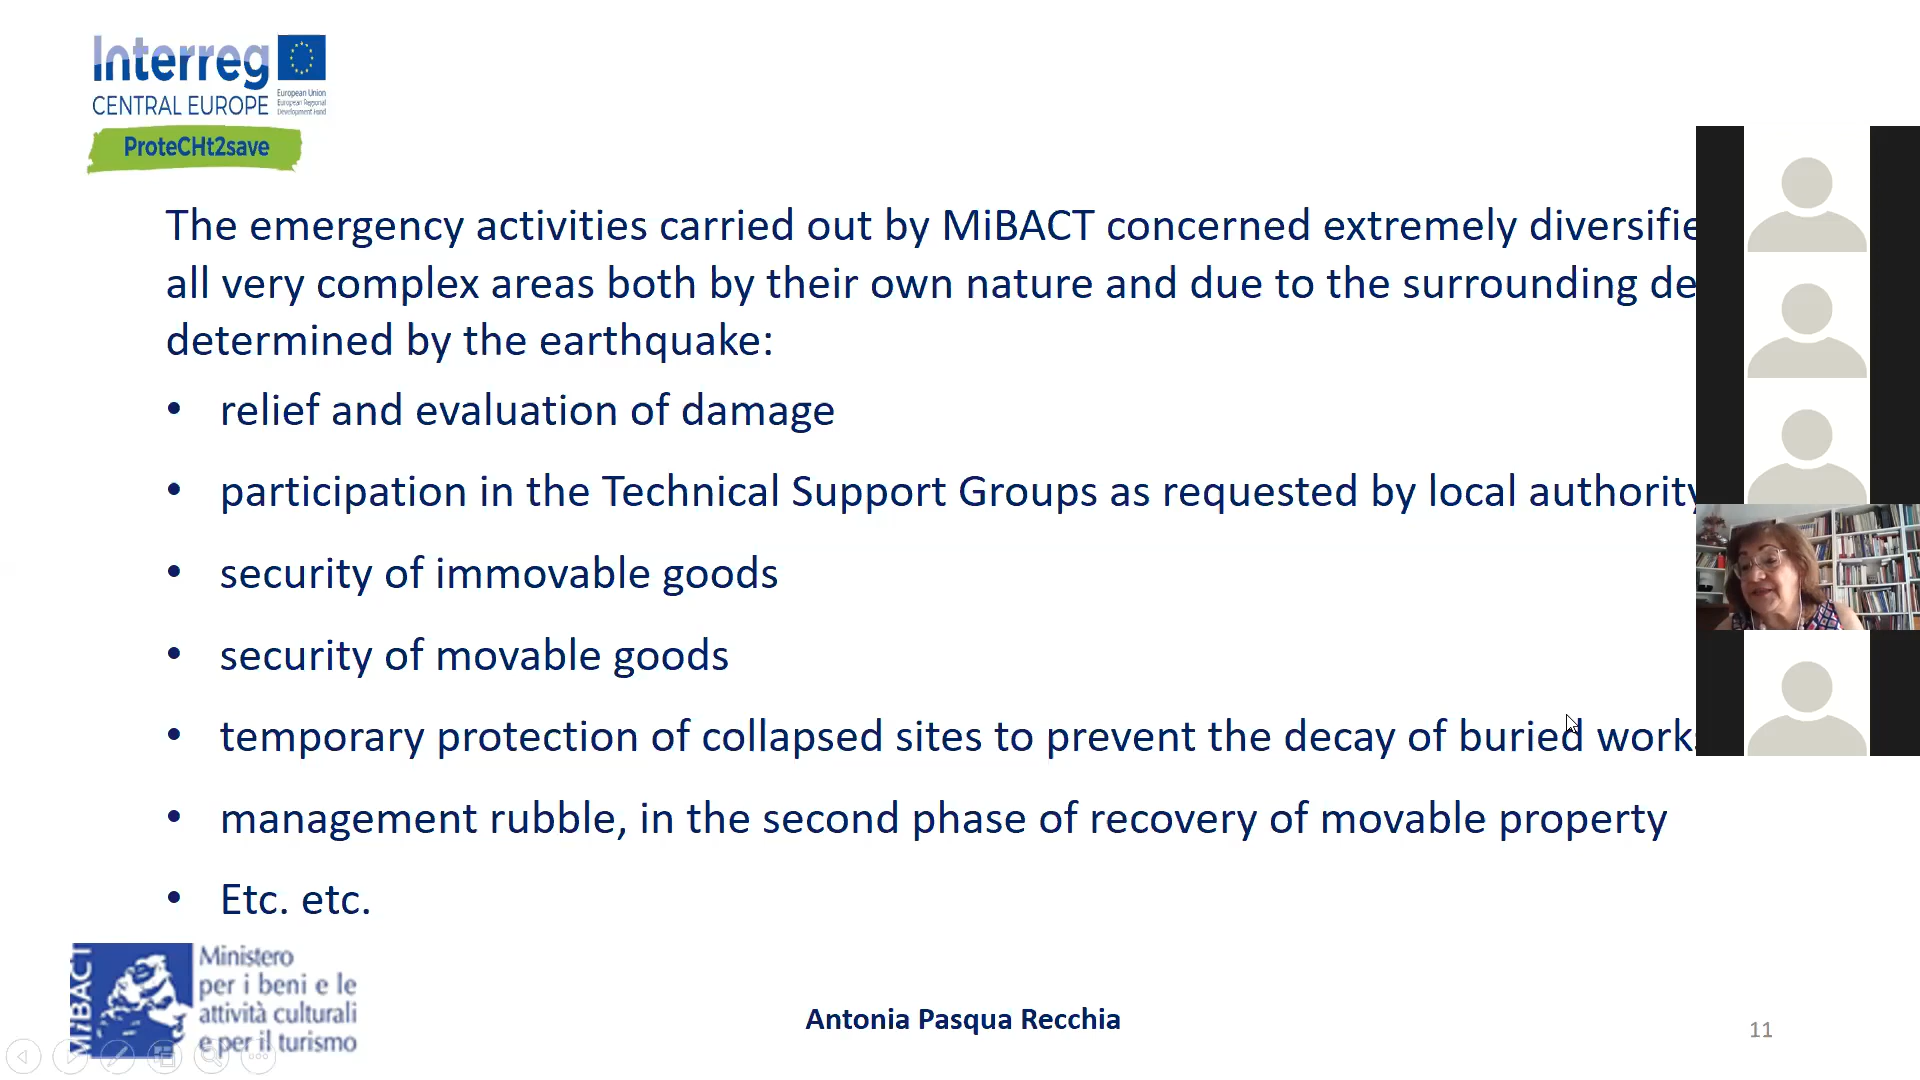 Interreg
CENTRAL EUROPE
European Union
European Regional
Development Fund
ProteCHt2save
The emergency activities carried out by MiBACT concerned extremely
all very complex areas both by their own nature and due to the surrounding
determined by the earthquake:
• relief and evaluation of damage
• participation in the Technical Support Groups as requested by local authority
• security of immovable goods
• security of movable goods
• temporary protection of collapsed sites to prevent the decay of buried
• management rubble, in the second phase of recovery of movable property
• Etc. etc.
MiBACT
Ministero
per i beni e le
attività culturali
e per il turismo
Antonia Pasqua Recchia
11